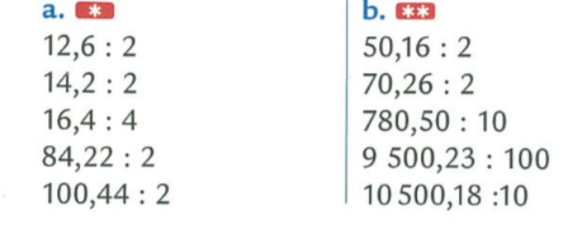 a. *
12,6 : 2
14,2 : 2
16,4 : 4
84,22 : 2
100,44 : 2
b. **
50,16 : 2
70,26 : 2
780,50 : 10
9 500,23 : 100
10 500,18 :10